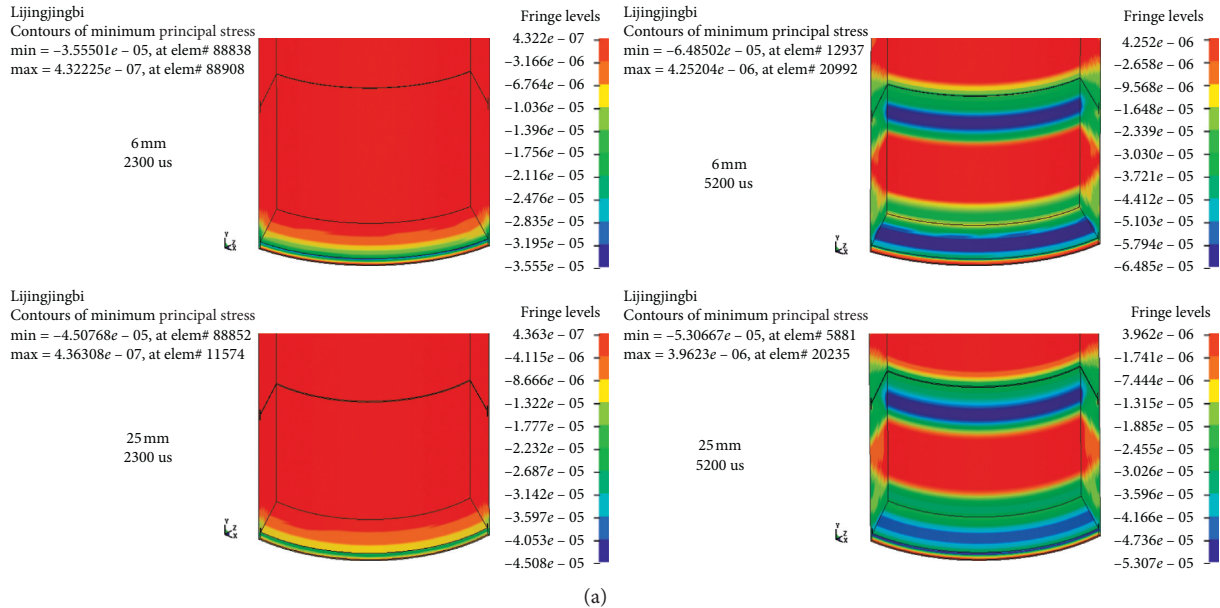 Lijingjingbi
Contours of minimum principal stress
min = −3.55501e − 05, at elem# 88838
max = 4.32225e − 07, at elem# 88908
6 mm
2300 us
Fringe levels
4.322e − 07
−3.166e − 06
−6.764e − 06
−1.036e − 05
−1.396e − 05
−1.756e − 05
−2.116e − 05
−2.476e − 05
−2.835e − 05
−3.195e − 05
−3.555e − 05
Y
Z
X
Lijingjingbi
Contours of minimum principal stress
min = −6.48502e − 05, at elem# 12937
max = 4.25204e − 06, at elem# 20992
6 mm
5200 us
Fringe levels
4.252e − 06
−2.658e − 06
−9.568e − 06
−1.648e − 05
−2.339e − 05
−3.030e − 05
−3.721e − 05
−4.412e − 05
−5.103e − 05
−5.794e − 05
−6.485e − 05
Y
Z
X
Lijingjingbi
Contours of minimum principal stress
min = −4.50768e − 05, at elem# 88852
max = 4.36308e − 07, at elem# 11574
25 mm
2300 us
Fringe levels
4.363e − 07
−4.115e − 06
−8.666e − 06
−1.322e − 05
−1.777e − 05
−2.232e − 05
−2.687e − 05
−3.142e − 05
−3.597e − 05
−4.053e − 05
−4.508e − 05
Y
Z
X
Lijingjingbi
Contours of minimum principal stress
min = −5.30667e − 05, at elem# 5881
max = 3.9623e − 06, at elem# 20235
25 mm
5200 us
Fringe levels
3.962e − 06
−1.741e − 06
−7.444e − 06
−1.315e − 05
−1.885e − 05
−2.455e − 05
−3.026e − 05
−3.596e − 05
−4.166e − 05
−4.736e − 05
−5.307e − 05
Y
Z
X
(a)